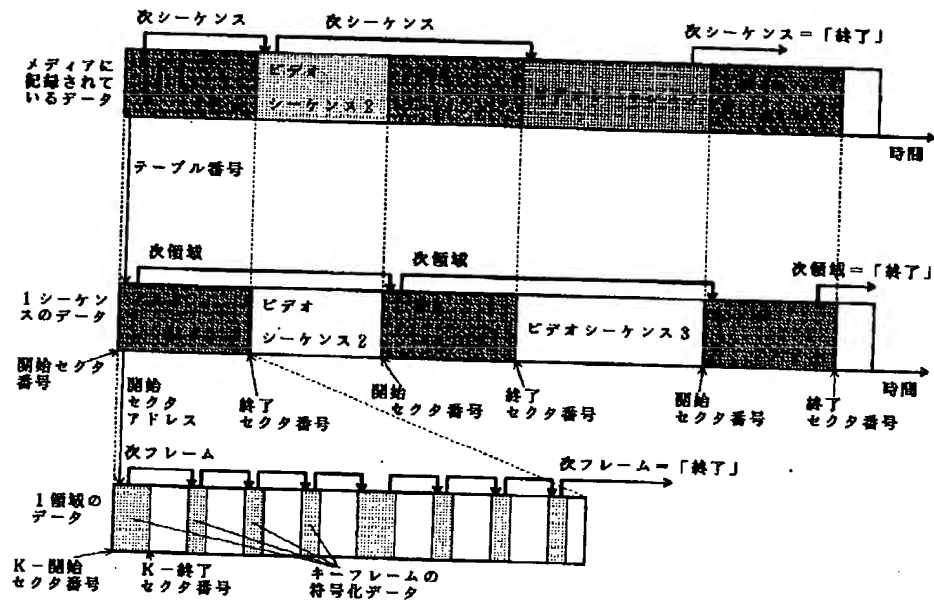 次シーケンス
次シーケンス
次シーケンス=「終了」
メディアに
記録されて
いるデータ
ビデオ
シーケンス2
時間
テーブル番号
次領域
次領域
次領域=「終了」
1シーケン
スのデータ
ビデオ
シーケンス2
ビデオシーケンス3
時間
開始セクタ
番号
開始
セクタ
アドレス
終了
セクタ番号
開始
セクタ番号
終了
セクタ番号
開始
セクタ番号
終了
セクタ番号
次フレーム
次フレーム=「終了」
1領域の
データ
K-開始
セクタ番号
K-終了
セクタ番号
キーフレームの
符号化データ